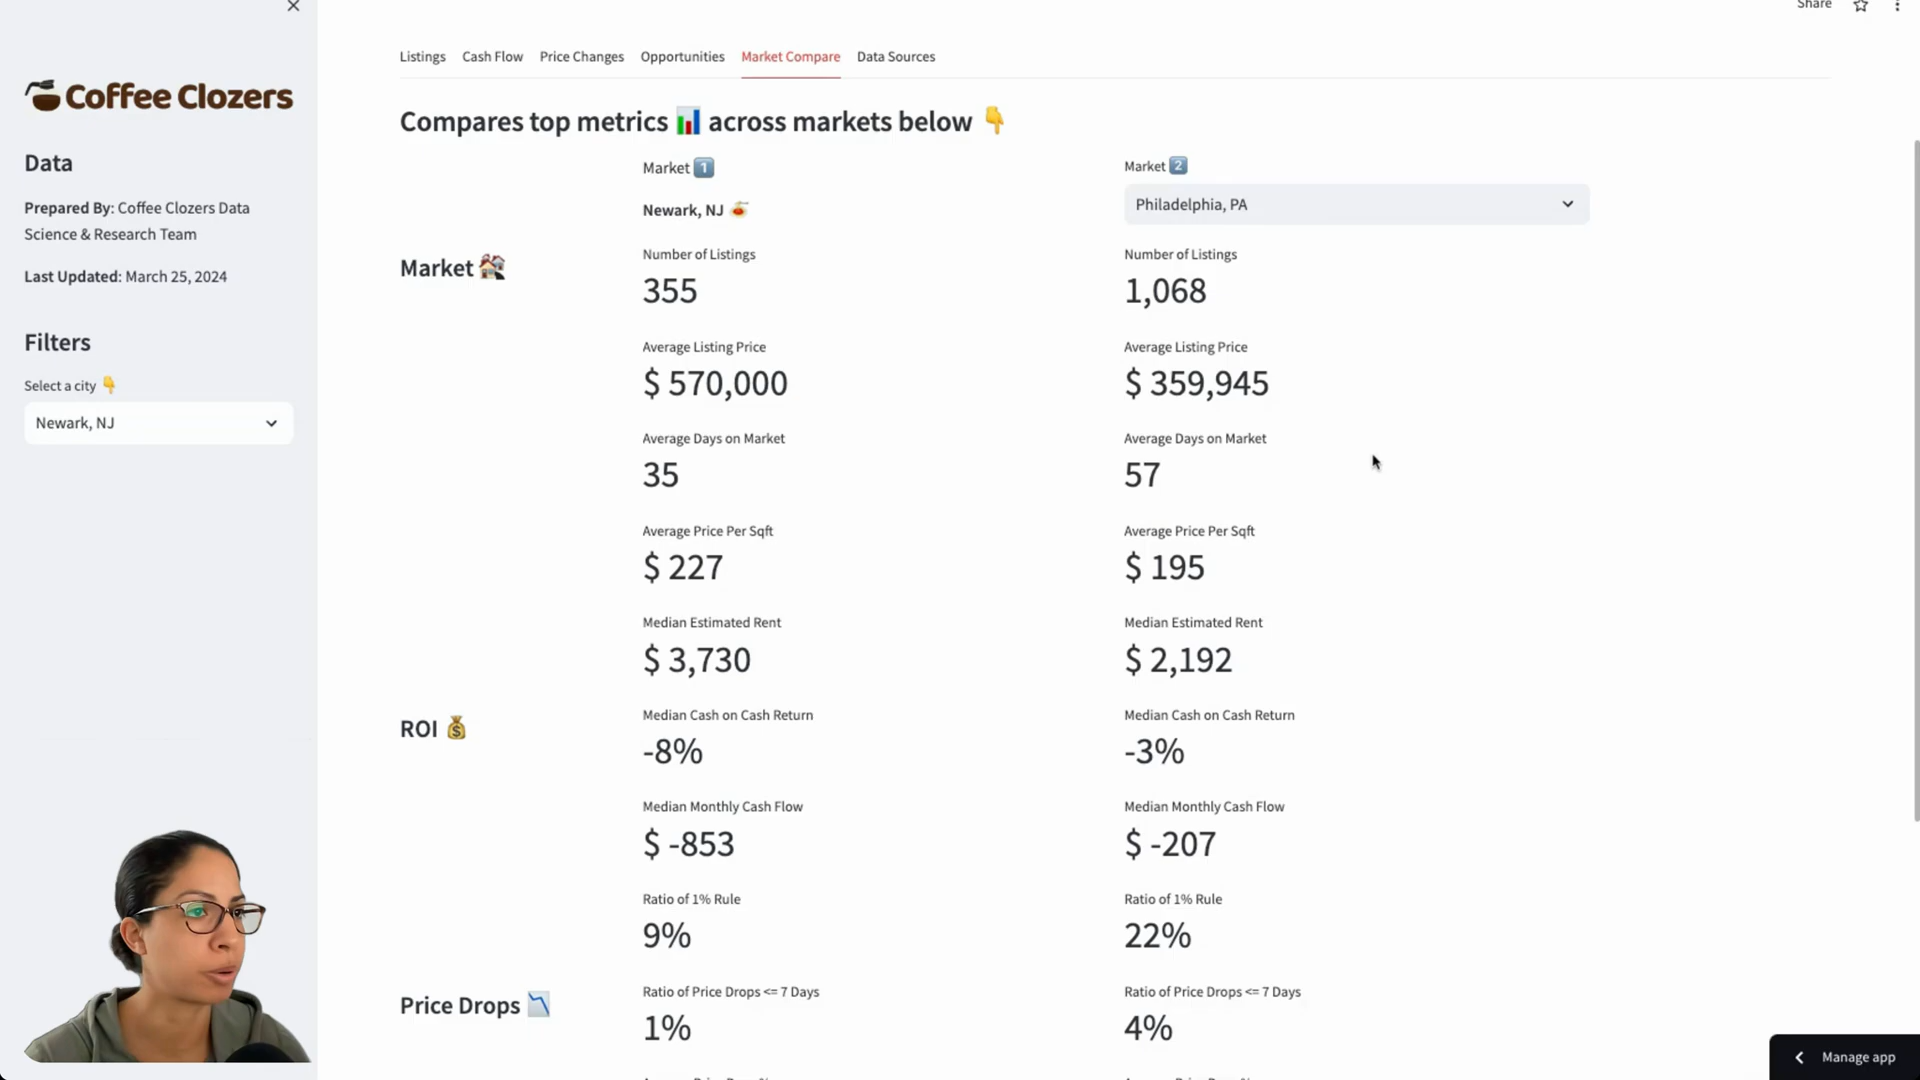 Share
Coffee Clozers
Data
Prepared By: Coffee Clozers Data
Science & Research Team
Last Updated: March 25, 2024
Filters
Select a city 👇
Newark, NJ
Listings Cash Flow Price Changes Opportunities Market Compare Data Sources
Compares top metrics 📊 across markets below 👇
Market 1️⃣
Market 2️⃣
Newark, NJ
Philadelphia, PA
Market 🏘️
Number of Listings
Number of Listings
355
1,068
Average Listing Price
Average Listing Price
$ 570,000
$ 359,945
Average Days on Market
Average Days on Market
35
57
Average Price Per Sqft
Average Price Per Sqft
$ 227
$ 195
Median Estimated Rent
Median Estimated Rent
$ 3,730
$ 2,192
ROI 💰
Median Cash on Cash Return
Median Cash on Cash Return
-8%
-3%
Median Monthly Cash Flow
Median Monthly Cash Flow
$ -853
$ -207
Ratio of 1% Rule
Ratio of 1% Rule
9%
22%
Price Drops 📉
Ratio of Price Drops <= 7 Days
Ratio of Price Drops <= 7 Days
1%
4%
Manage app